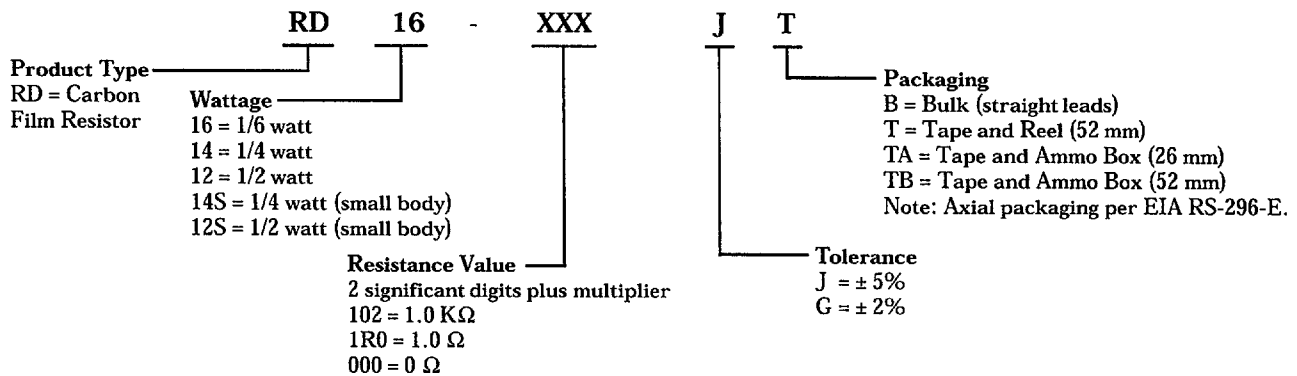 RD 16 - XXX J T
Product Type
RD = Carbon
Film Resistor
Wattage
16 = 1/6 watt
14 = 1/4 watt
12 = 1/2 watt
14S = 1/4 watt (small body)
12S = 1/2 watt (small body)
Resistance Value
2 significant digits plus multiplier
102 = 1.0 KΩ
1R0 = 1.0 Ω
000 = 0 Ω
Packaging
B = Bulk (straight leads)
T = Tape and Reel (52 mm)
TA = Tape and Ammo Box (26 mm)
TB = Tape and Ammo Box (52 mm)
Note: Axial packaging per EIA RS-296-E.
Tolerance
J = ± 5%
G = ± 2%